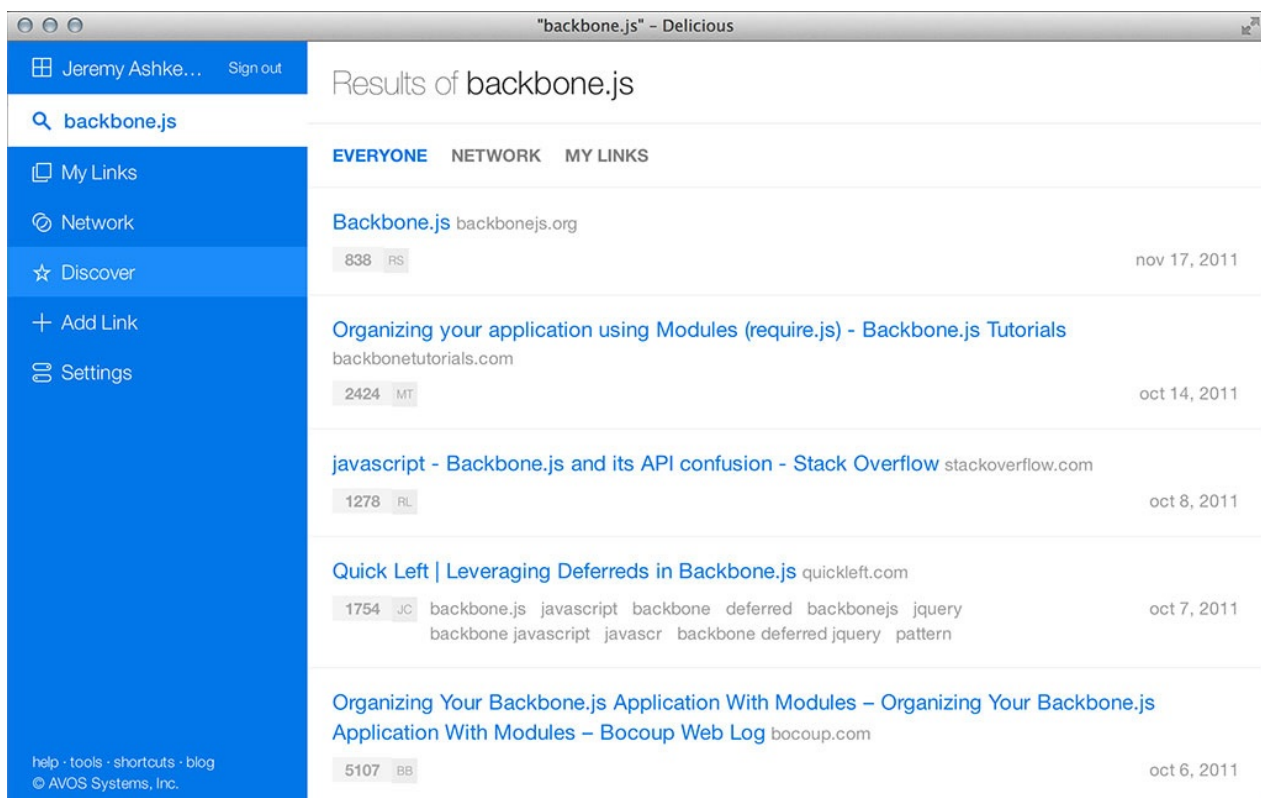 "backbone.js" – Delicious
Jeremy Ashke... Sign out
backbone.js
My Links
Network
Discover
Add Link
Settings
help · tools · shortcuts · blog
© AVOS Systems, Inc.
Results of backbone.js
EVERYONE NETWORK MY LINKS
Backbone.js backbonejs.org
838 RS nov 17, 2011
Organizing your application using Modules (require.js) - Backbone.js Tutorials
backbonetutorials.com
2424 MT oct 14, 2011
javascript - Backbone.js and its API confusion - Stack Overflow stackoverflow.com
1278 RL oct 8, 2011
Quick Left | Leveraging Deferreds in Backbone.js quickleft.com
1754 JC backbone.js javascript backbone deferred backbonejs jquery oct 7, 2011
backbone javascript javascr backbone deferred jquery pattern
Organizing Your Backbone.js Application With Modules – Organizing Your Backbone.js
Application With Modules – Bocoup Web Log bocoup.com
5107 BB oct 6, 2011